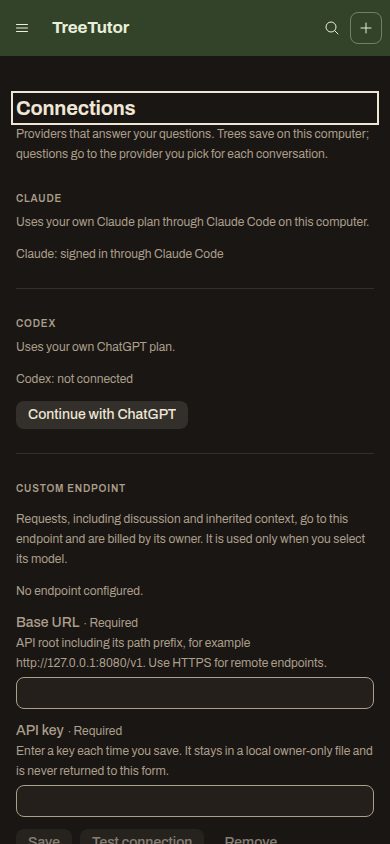 TreeTutor
Connections
Providers that answer your questions. Trees save on this computer;
questions go to the provider you pick for each conversation.
CLAUDE
Uses your own Claude plan through Claude Code on this computer.
Claude: signed in through Claude Code
CODEX
Uses your own ChatGPT plan.
Codex: not connected
Continue with ChatGPT
CUSTOM ENDPOINT
Requests, including discussion and inherited context, go to this
endpoint and are billed by its owner. It is used only when you select
its model.
No endpoint configured.
Base URL · Required
API root including its path prefix, for example
http://127.0.0.1:8080/v1. Use HTTPS for remote endpoints.
API key · Required
Enter a key each time you save. It stays in a local owner-only file and
is never returned to this form.
Save Test connection Remove